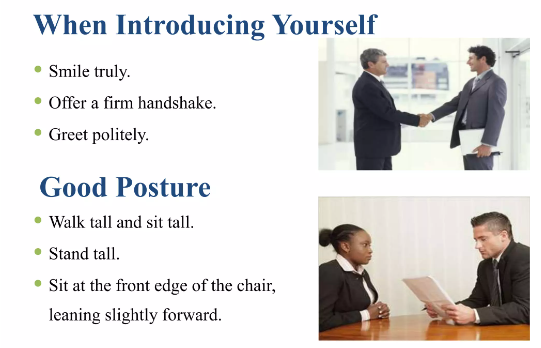 When Introducing Yourself
• Smile truly.
• Offer a firm handshake.
• Greet politely.
Good Posture
• Walk tall and sit tall.
• Stand tall.
• Sit at the front edge of the chair,
leaning slightly forward.